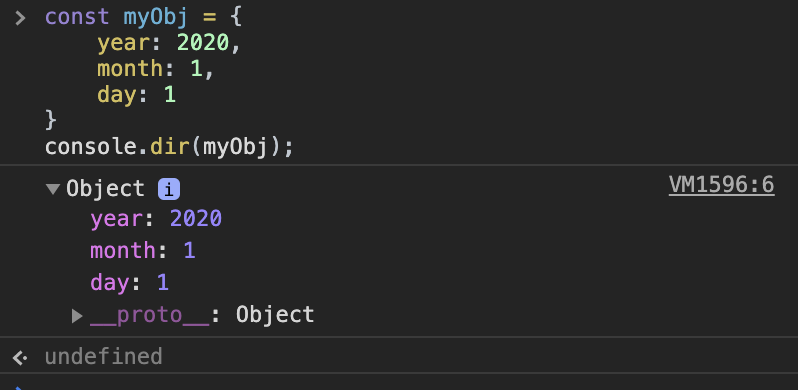 const myObj = {
    year: 2020,
    month: 1,
    day: 1
}
console.dir(myObj);
Object i VM1596:6
year: 2020
month: 1
day: 1
__proto__: Object
undefined